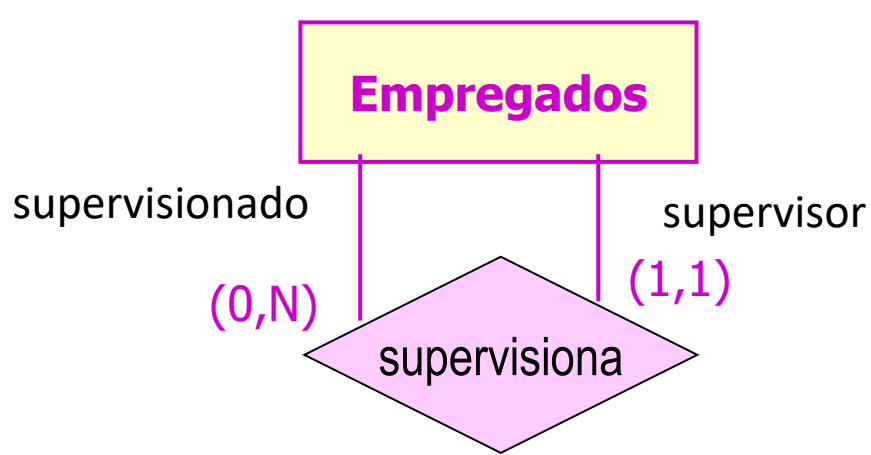 Empregados
supervisionado
supervisor
(0,N)
(1,1)
supervisiona